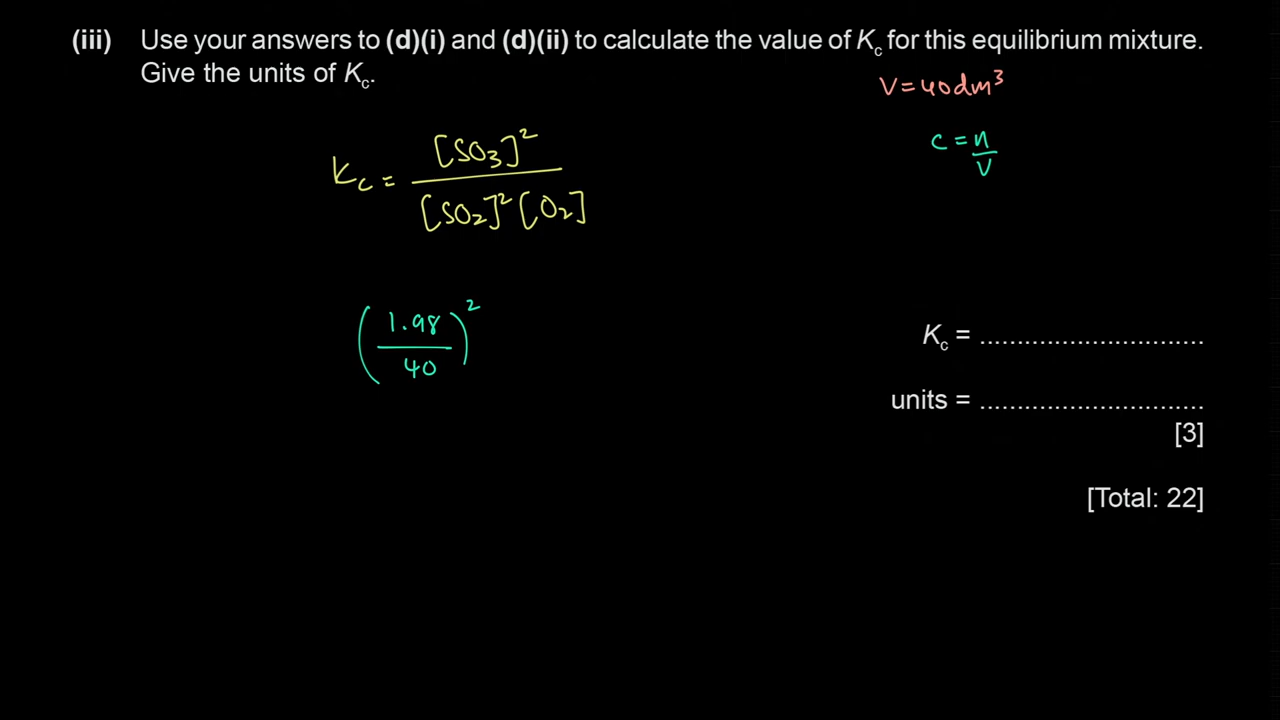 (iii) Use your answers to (d)(i) and (d)(ii) to calculate the value of Kc for this equilibrium mixture.
Give the units of Kc.
V = 40dm³
c = n/V
Kc = [SO₃]² / [SO₂]² [O₂]
(1.98/40)²
Kc = ..............................
units = ..............................
[3]
[Total: 22]